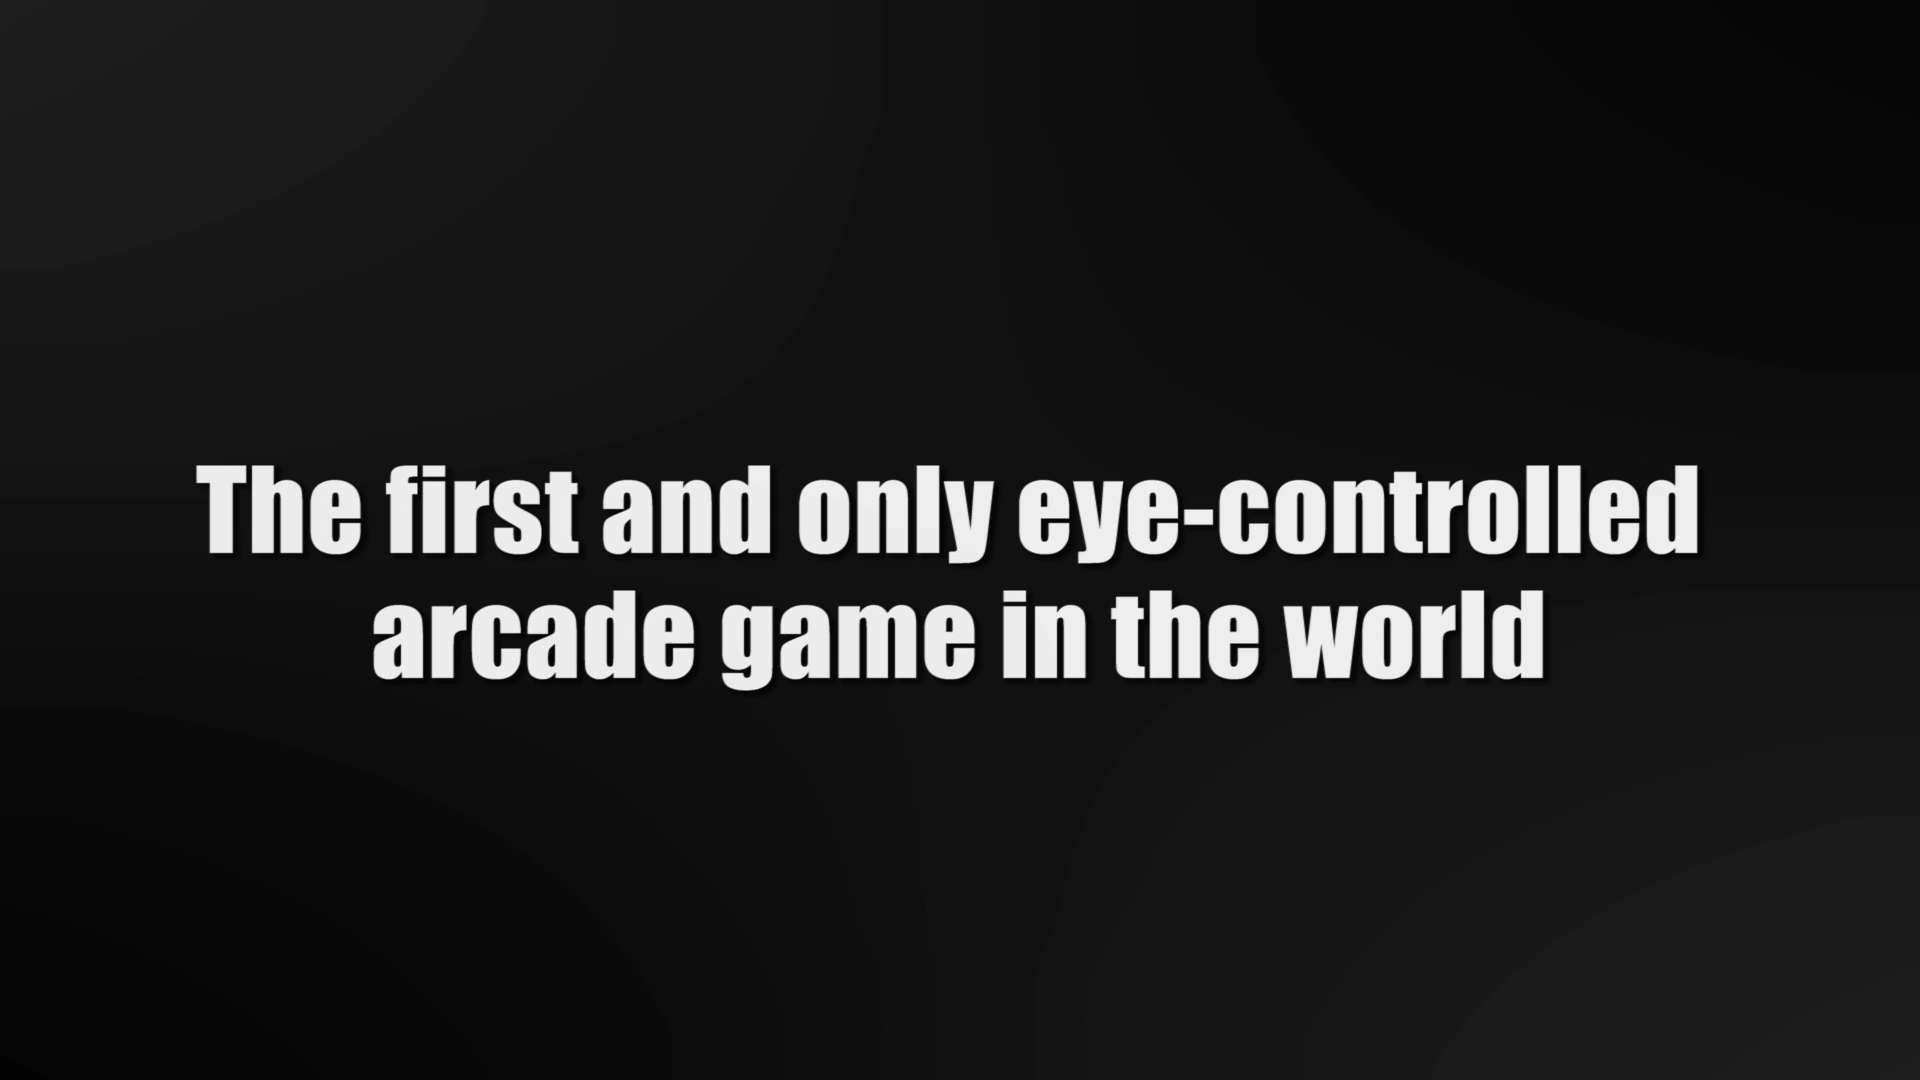 The first and only eye-controlled
arcade game in the world